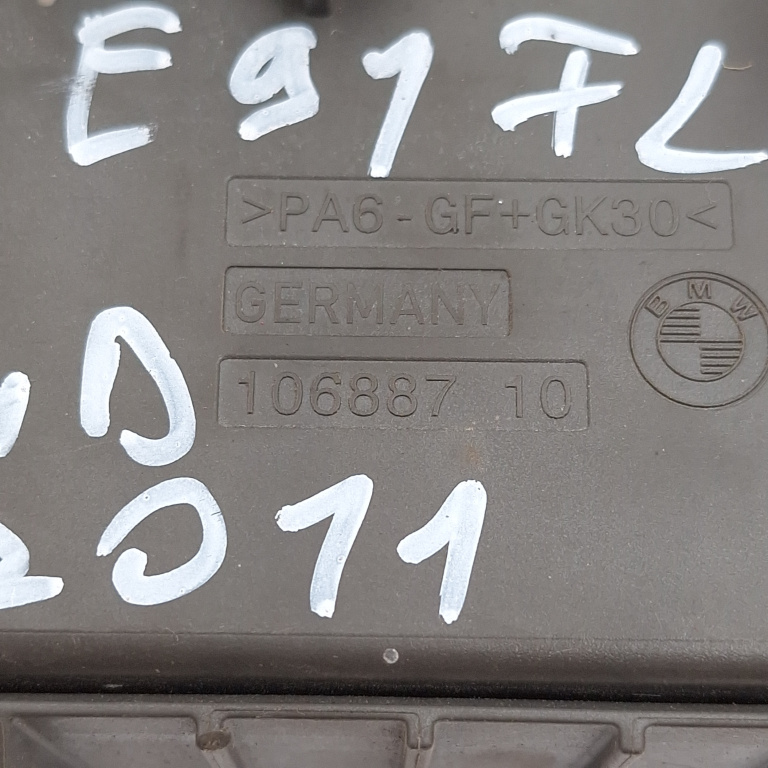 E91 FL
>PA6-GF+GK30<
GERMANY
BMW
106887 10
D
2011